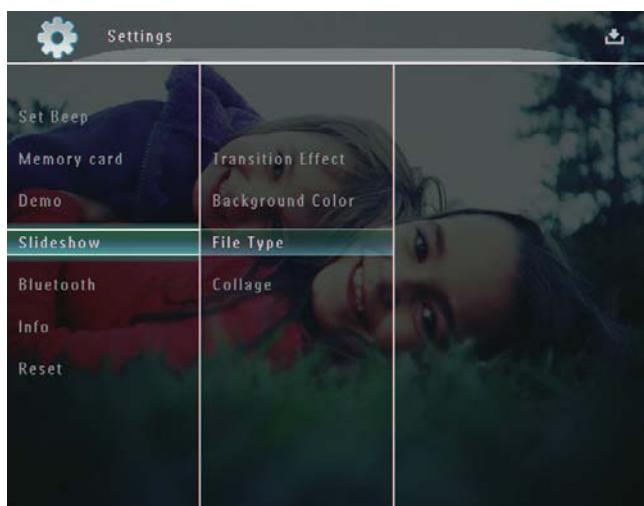 Settings
Set Beep
Memory card
Demo
Slideshow
Bluetooth
Info
Reset
Transition Effect
Background Color
File Type
Collage